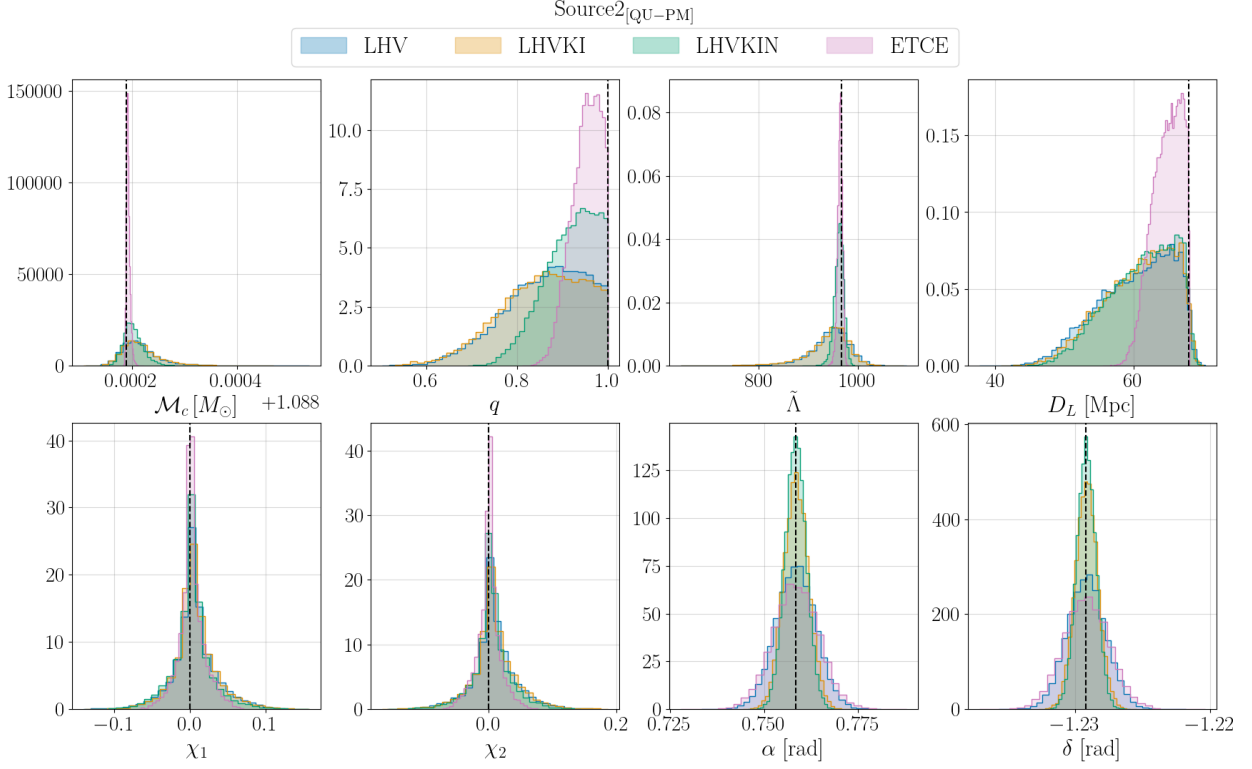 Source2[QU−PM]
LHV LHVKI LHVKIN ETCE
150000 100000 50000 0
10.0 7.5 5.0 2.5 0.0
0.08 0.06 0.04 0.02 0.00
0.15 0.10 0.05 0.00
0.0002 0.0004
0.6 0.8 1.0
800 1000
40 60
ℳc [M⊙] +1.088
q
Λ̃
D_L [Mpc]
40 30 20 10 0
40 30 20 10 0
125 100 75 50 25 0
600 400 200 0
−0.1 0.0 0.1
0.0 0.2
0.725 0.750 0.775
−1.23 −1.22
χ1
χ2
α [rad]
δ [rad]